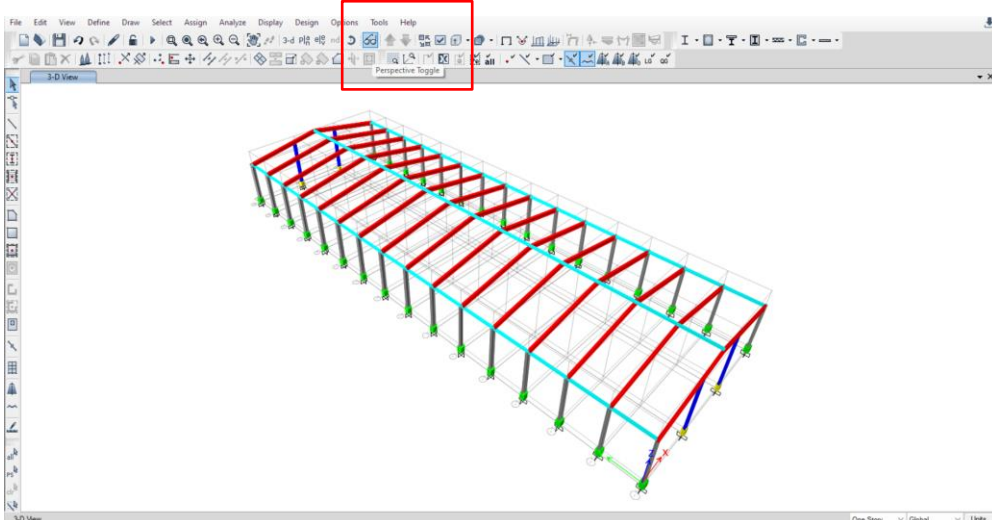 File Edit View Define Draw Select Assign Analyze Display Design Options Tools Help
3-d
Perspective Toggle
3-D View
Z
X
3-D View
One Story Global Units